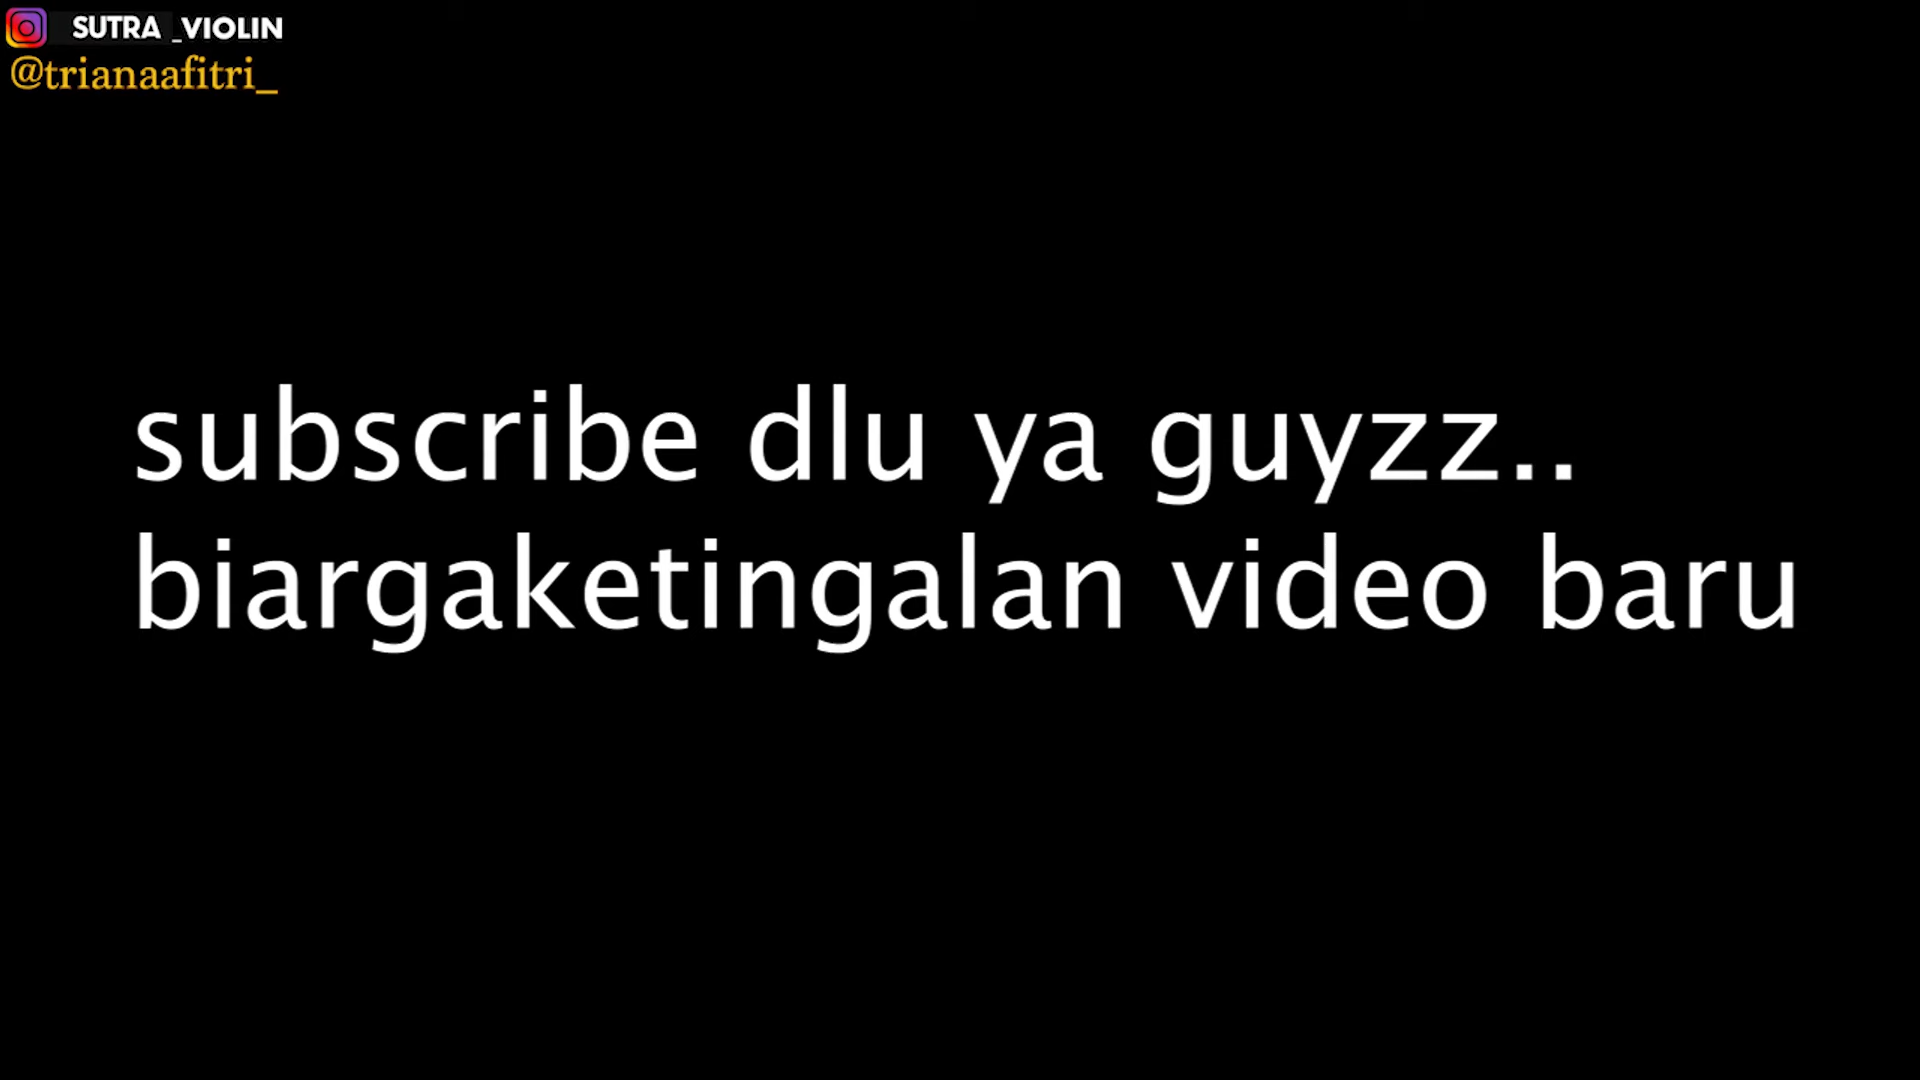 SUTRA _VIOLIN
@trianaafitri_
subscribe dlu ya guyzz..
biargaketingalan video baru